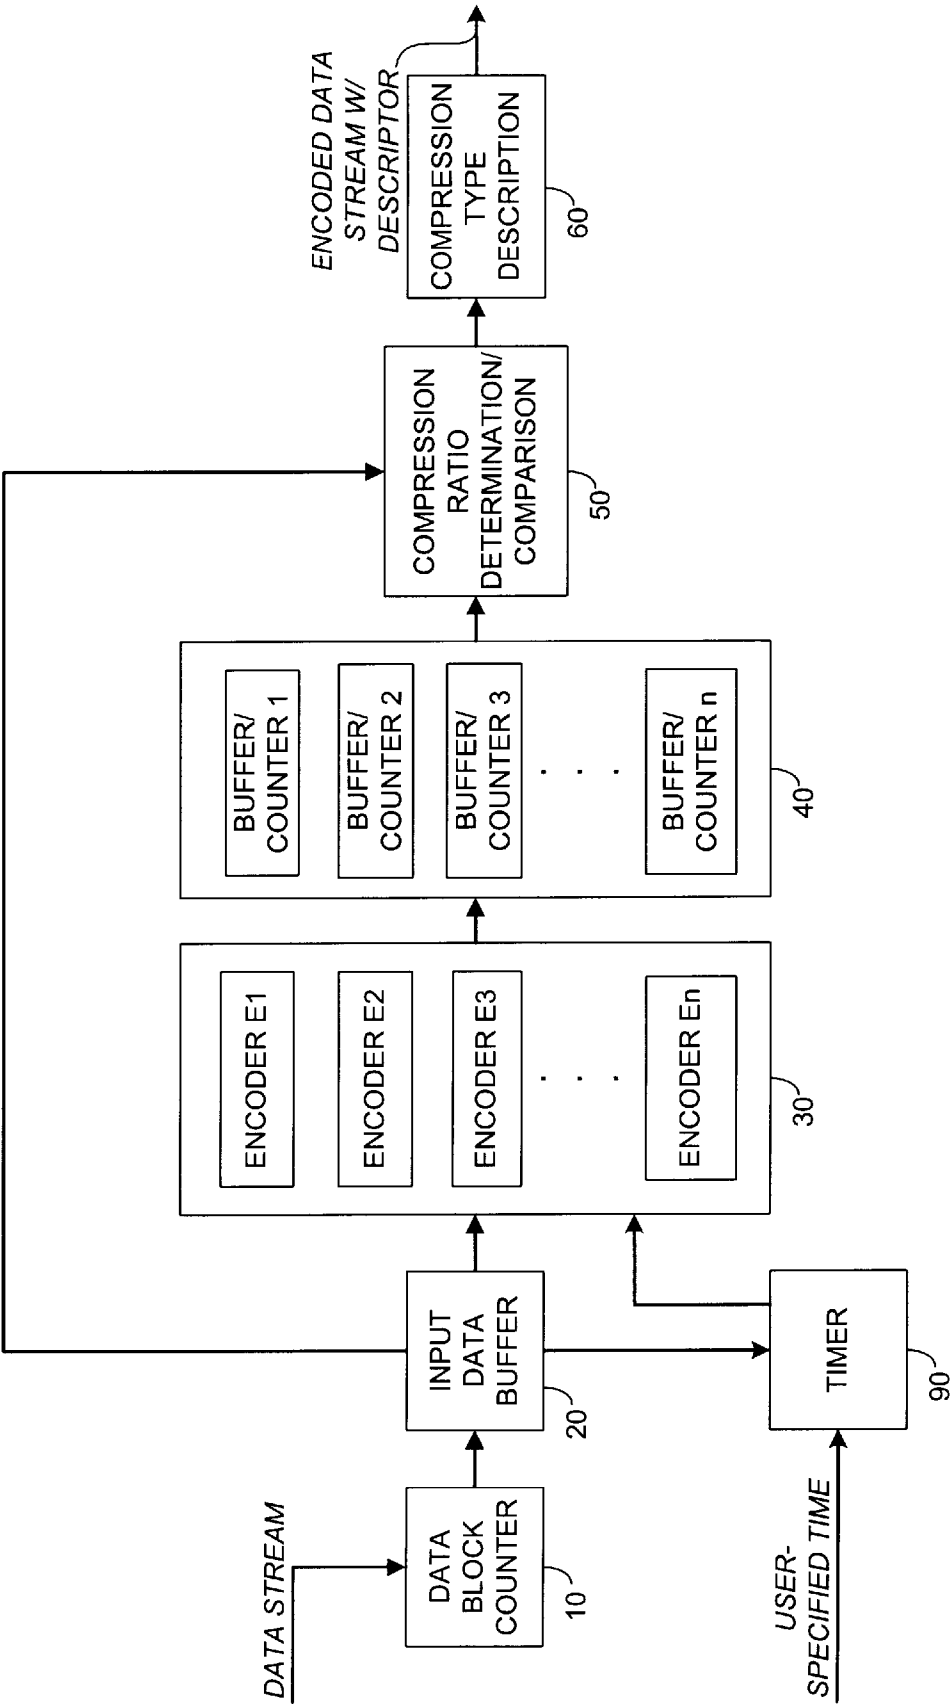 DATA STREAM
DATA
BLOCK
COUNTER
10
INPUT
DATA
BUFFER
20
USER-
SPECIFIED TIME
TIMER
90
ENCODER E1
ENCODER E2
ENCODER E3
. . .
ENCODER En
30
BUFFER/
COUNTER 1
BUFFER/
COUNTER 2
BUFFER/
COUNTER 3
. . .
BUFFER/
COUNTER n
40
COMPRESSION
RATIO
DETERMINATION/
COMPARISON
50
ENCODED DATA
STREAM W/
DESCRIPTOR
COMPRESSION
TYPE
DESCRIPTION
60